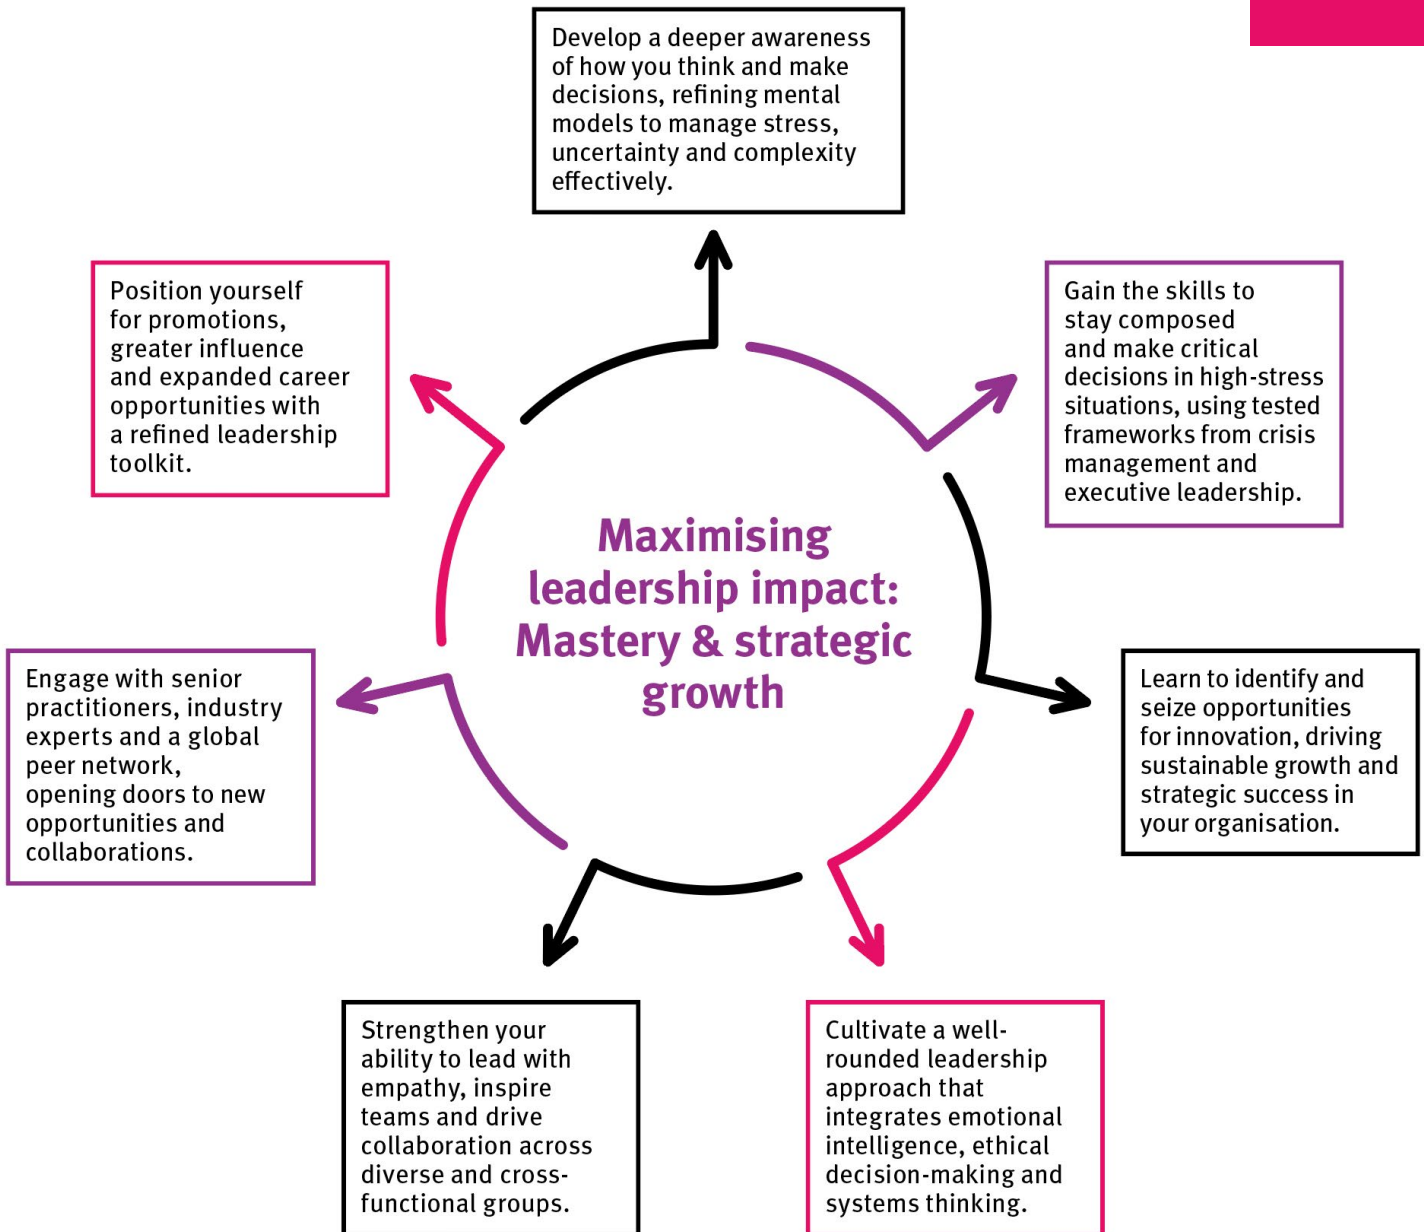 Develop a deeper awareness
of how you think and make
decisions, refining mental
models to manage stress,
uncertainty and complexity
effectively.
Gain the skills to
stay composed
and make critical
decisions in high-stress
situations, using tested
frameworks from crisis
management and
executive leadership.
Learn to identify and
seize opportunities
for innovation, driving
sustainable growth and
strategic success in
your organisation.
Cultivate a well-
rounded leadership
approach that
integrates emotional
intelligence, ethical
decision-making and
systems thinking.
Strengthen your
ability to lead with
empathy, inspire
teams and drive
collaboration across
diverse and cross-
functional groups.
Engage with senior
practitioners, industry
experts and a global
peer network,
opening doors to new
opportunities and
collaborations.
Position yourself
for promotions,
greater influence
and expanded career
opportunities with
a refined leadership
toolkit.
Maximising
leadership impact:
Mastery & strategic
growth